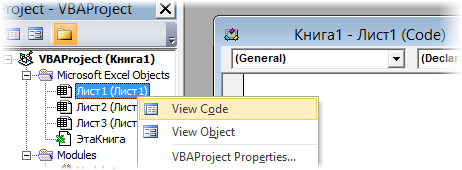 roject - VBAProject
Книга1 - Лист1 (Code)
(General)
(Declar
VBAProject (Книга1)
Microsoft Excel Objects
Лист1 (Лист1)
Лист2 (Лист
Лист3 (Лист
ЭтаКнига
Modules
View Code
View Object
VBAProject Properties...